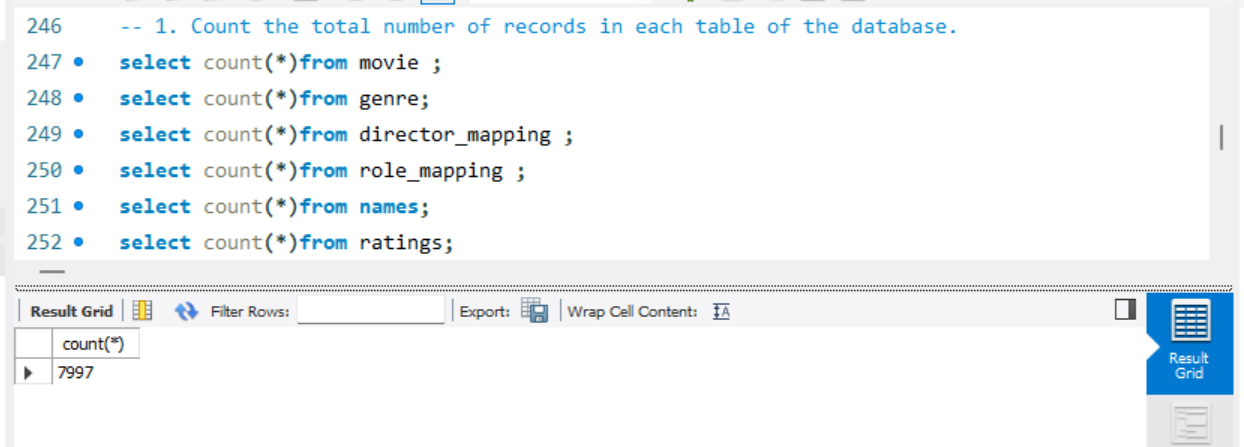 246 -- 1. Count the total number of records in each table of the database.
247 select count(*)from movie ;
248 select count(*)from genre;
249 select count(*)from director_mapping ;
250 select count(*)from role_mapping ;
251 select count(*)from names;
252 select count(*)from ratings;
Result Grid Filter Rows: Export: Wrap Cell Content: IA
count(*)
7997
Result
Grid